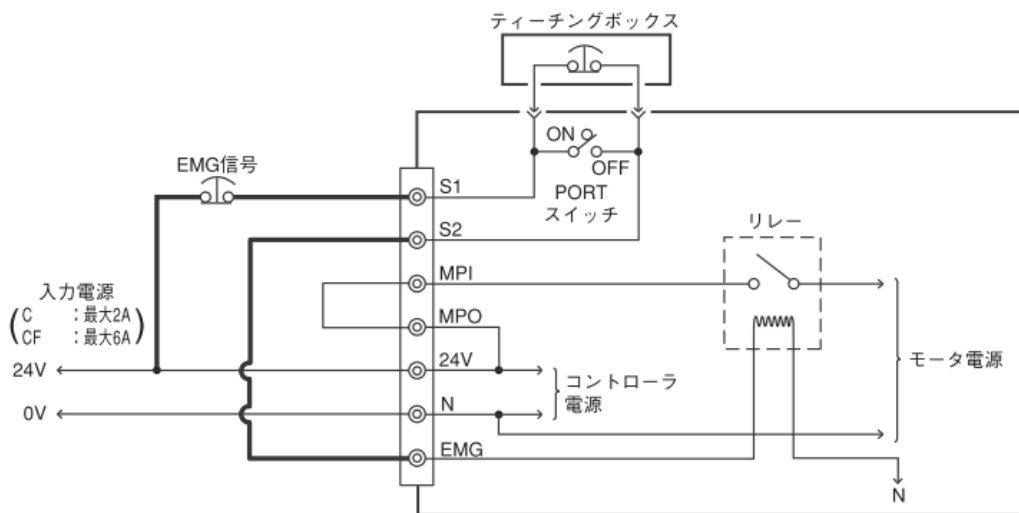 ティーチングボックス
ON
OFF
PORT
スイッチ
EMG信号
S1
S2
リレー
MPI
MPO
入力電源
C :最大2A
CF :最大6A
24V
24V
コントローラ
電源
モータ電源
0V
N
EMG
N